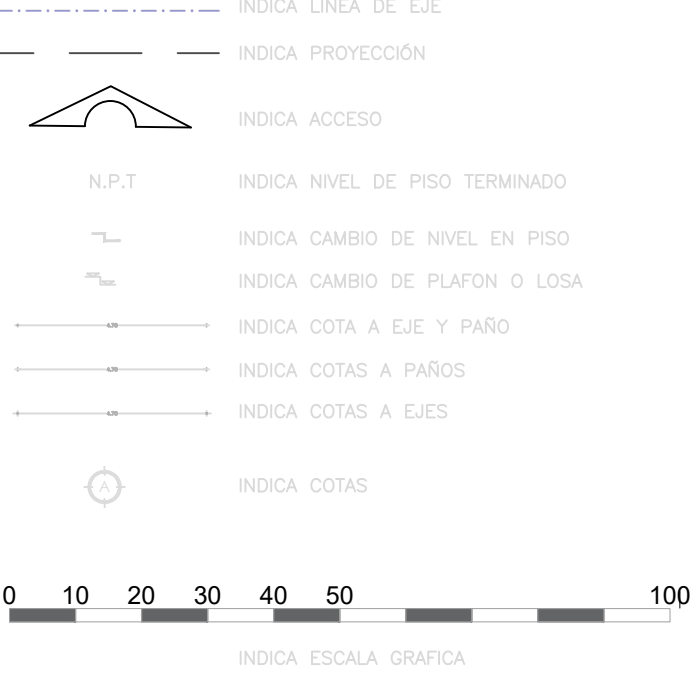 INDICA LINEA DE EJE
INDICA PROYECCIÓN
INDICA ACCESO
N.P.T INDICA NIVEL DE PISO TERMINADO
INDICA CAMBIO DE NIVEL EN PISO
INDICA CAMBIO DE PLAFON O LOSA
INDICA COTA A EJE Y PAÑO
INDICA COTAS A PAÑOS
INDICA COTAS A EJES
A INDICA COTAS
0 10 20 30 40 50 100
INDICA ESCALA GRAFICA